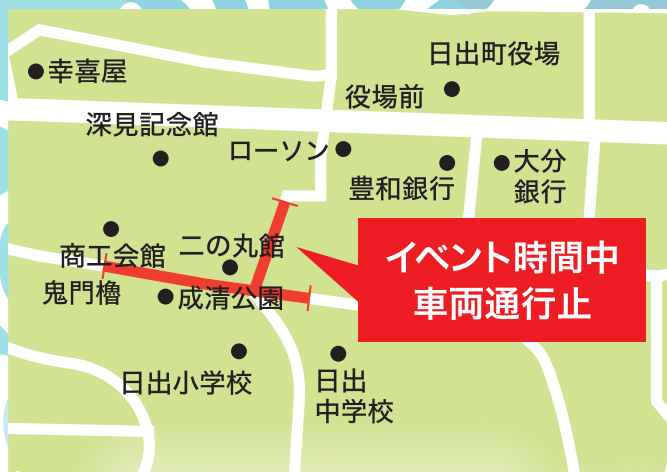 日出町役場
幸喜屋
役場前
深見記念館
ローソン
大分
銀行
豊和銀行
商工会館
二の丸館
イベント時間中
車両通行止
鬼門櫓
成清公園
日出小学校
日出
中学校